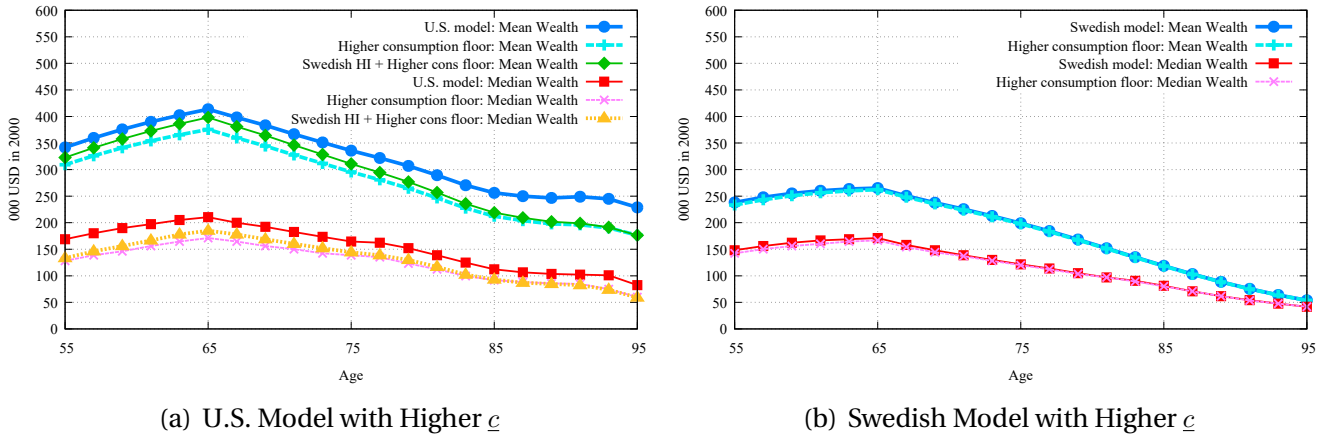 600
550
500
450
400
350
300
250
200
150
100
50
0
000 USD in 2000
55
65
75
85
95
Age
U.S. model: Mean Wealth
Higher consumption floor: Mean Wealth
Swedish HI + Higher cons floor: Mean Wealth
U.S. model: Median Wealth
Higher consumption floor: Median Wealth
Swedish HI + Higher cons floor: Median Wealth
(a) U.S. Model with Higher c
600
550
500
450
400
350
300
250
200
150
100
50
0
000 USD in 2000
55
65
75
85
95
Age
Swedish model: Mean Wealth
Higher consumption floor: Mean Wealth
Swedish model: Median Wealth
Higher consumption floor: Median Wealth
(b) Swedish Model with Higher c